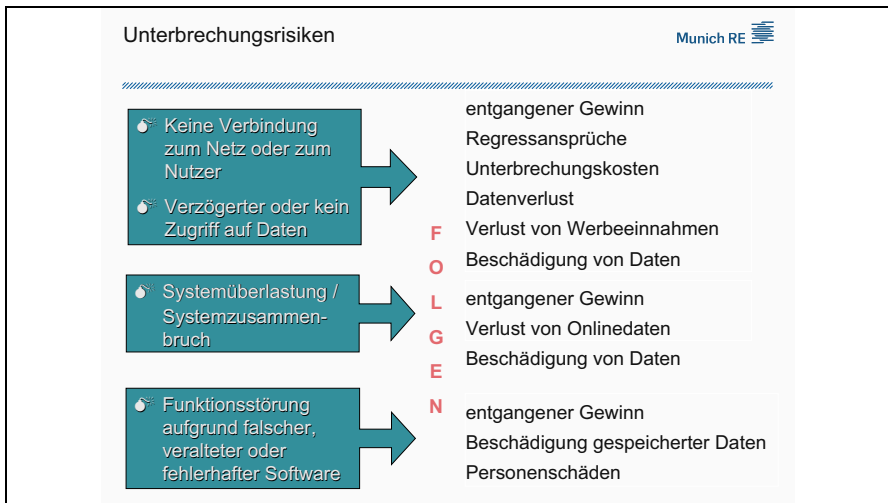 Unterbrechungsrisiken
Munich RE
Keine Verbindung
zum Netz oder zum
Nutzer
Verzögerter oder kein
Zugriff auf Daten
entgangener Gewinn
Regressansprüche
Unterbrechungskosten
Datenverlust
Verlust von Werbeeinnahmen
Beschädigung von Daten
F
O
L
G
E
N
Systemüberlastung /
Systemzusammen-
bruch
entgangener Gewinn
Verlust von Onlinedaten
Beschädigung von Daten
Funktionsstörung
aufgrund falscher,
veralteter oder
fehlerhafter Software
entgangener Gewinn
Beschädigung gespeicherter Daten
Personenschäden